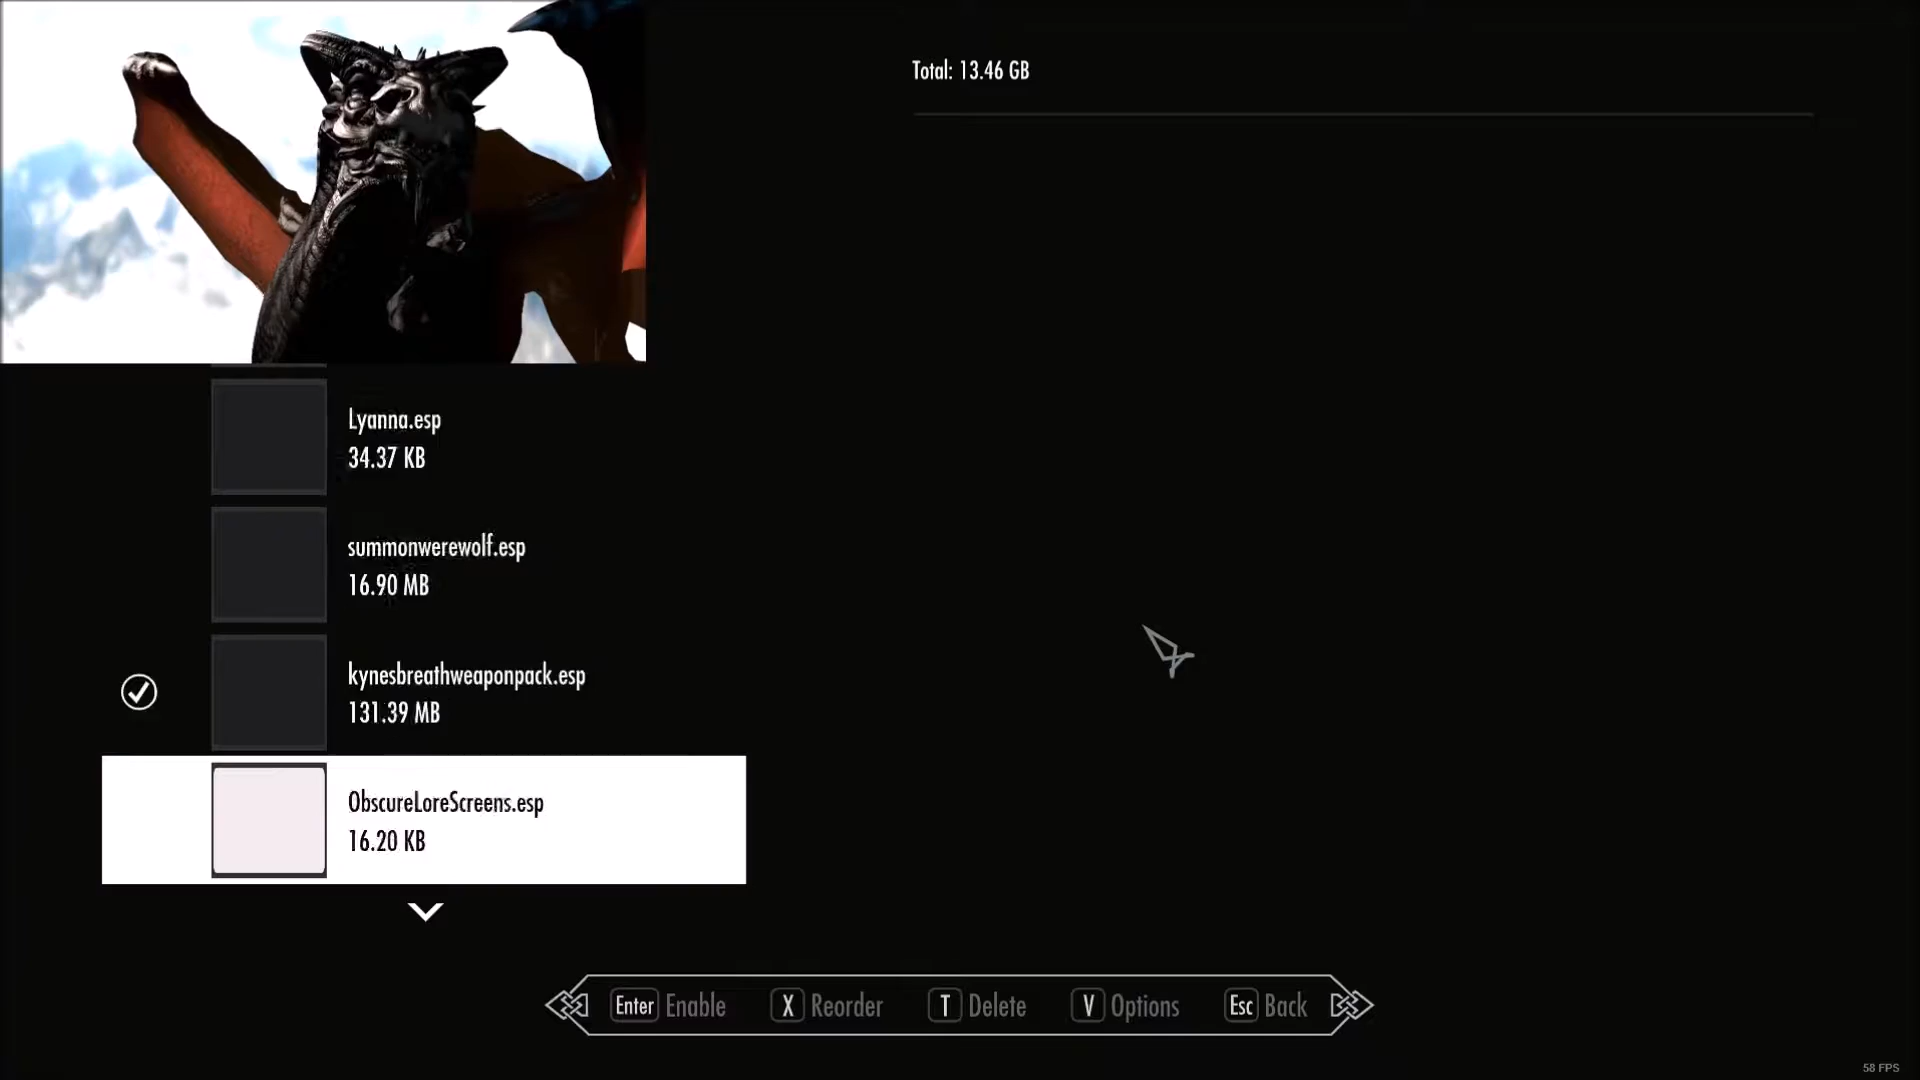 Total: 13.46 GB
Lyanna.esp
34.37 KB
summonwerewolf.esp
16.90 MB
kynesbreathweaponpack.esp
131.39 MB
ObscureLoreScreens.esp
16.20 KB
Enter Enable X Reorder T Delete V Options Esc Back
58 FPS